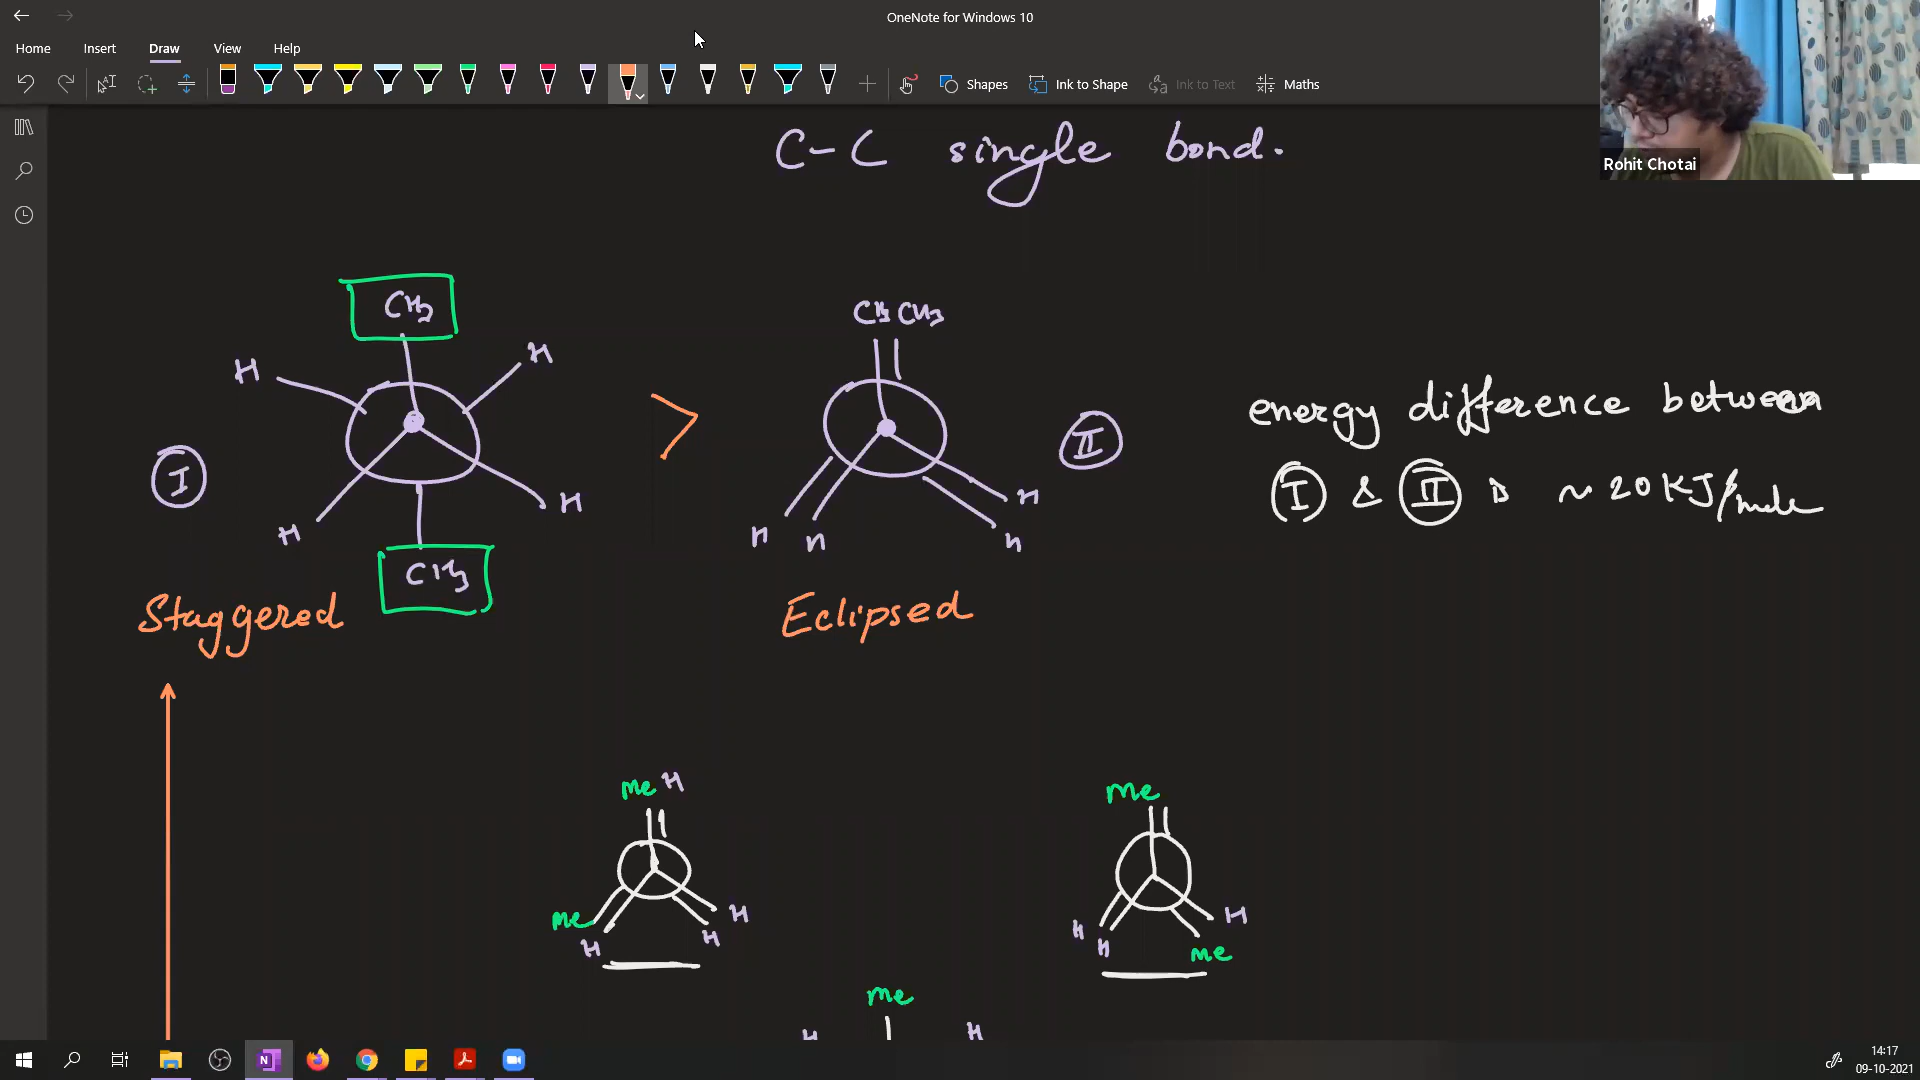 OneNote for Windows 10
Home Insert Draw View Help
Shapes Ink to Shape Ink to Text Maths
Rohit Chotai
C-C single bond.
CH3
H H
I
H H
CH3
Staggered
>
CH3 CH3
II
H H H H
Eclipsed
energy difference between
I & II is ~20KJ/mole
Me H
Me H H H
Me
H H H
Me
Me
H H
14:17
09-10-2021